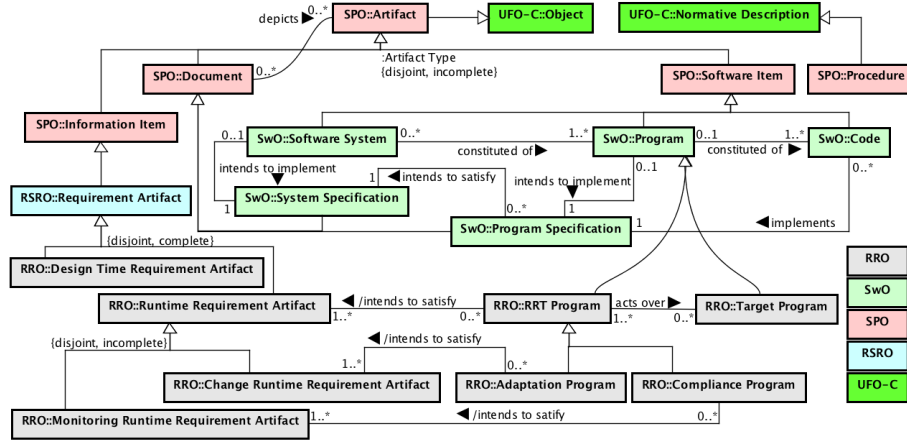 depicts ▶
0..*
SPO::Artifact
UFO-C::Object
UFO-C::Normative Description
:Artifact Type
{disjoint, incomplete}
SPO::Document
0..*
SPO::Software Item
SPO::Procedure
SPO::Information Item
0..1
SwO::Software System
0..*
1..*
constituted of ▶
SwO::Program
0..1
1..*
constituted of ▶
SwO::Code
0..*
intends to implement
1
◀ intends to satisfy
intends to implement
0..1
RSRO::Requirement Artifact
1
SwO::System Specification
0..*
1
SwO::Program Specification
1
◀ implements
{disjoint, complete}
RRO::Design Time Requirement Artifact
RRO
RRO::Runtime Requirement Artifact
◀ /intends to satisfy
1..*
0..*
RRO::RRT Program
acts over
1..*
0..*
RRO::Target Program
SwO
{disjoint, incomplete}
◀ /intends to satisfy
SPO
1..*
0..*
RSRO
RRO::Change Runtime Requirement Artifact
RRO::Adaptation Program
RRO::Compliance Program
UFO-C
RRO::Monitoring Runtime Requirement Artifact
1..*
◀ /intends to satify
0..*